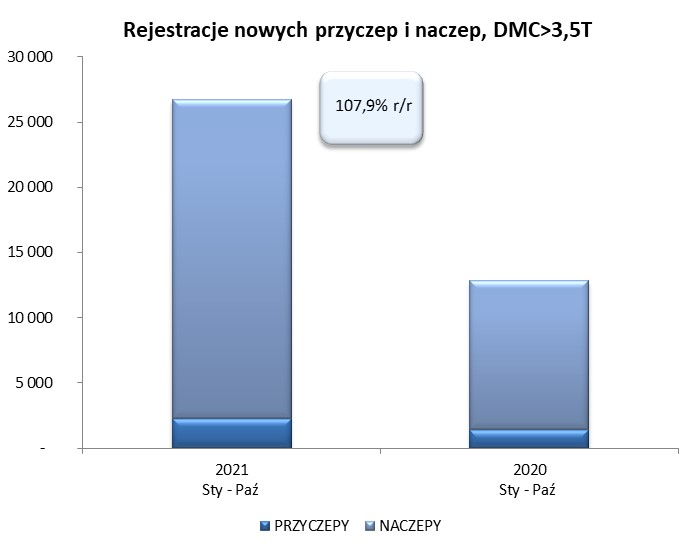 Rejestracje nowych przyczep i naczep, DMC>3,5T
30 000
25 000
20 000
15 000
10 000
5 000
-
107,9% r/r
2021
Sty - Paź
2020
Sty - Paź
PRZYCZEPY
NACZEPY